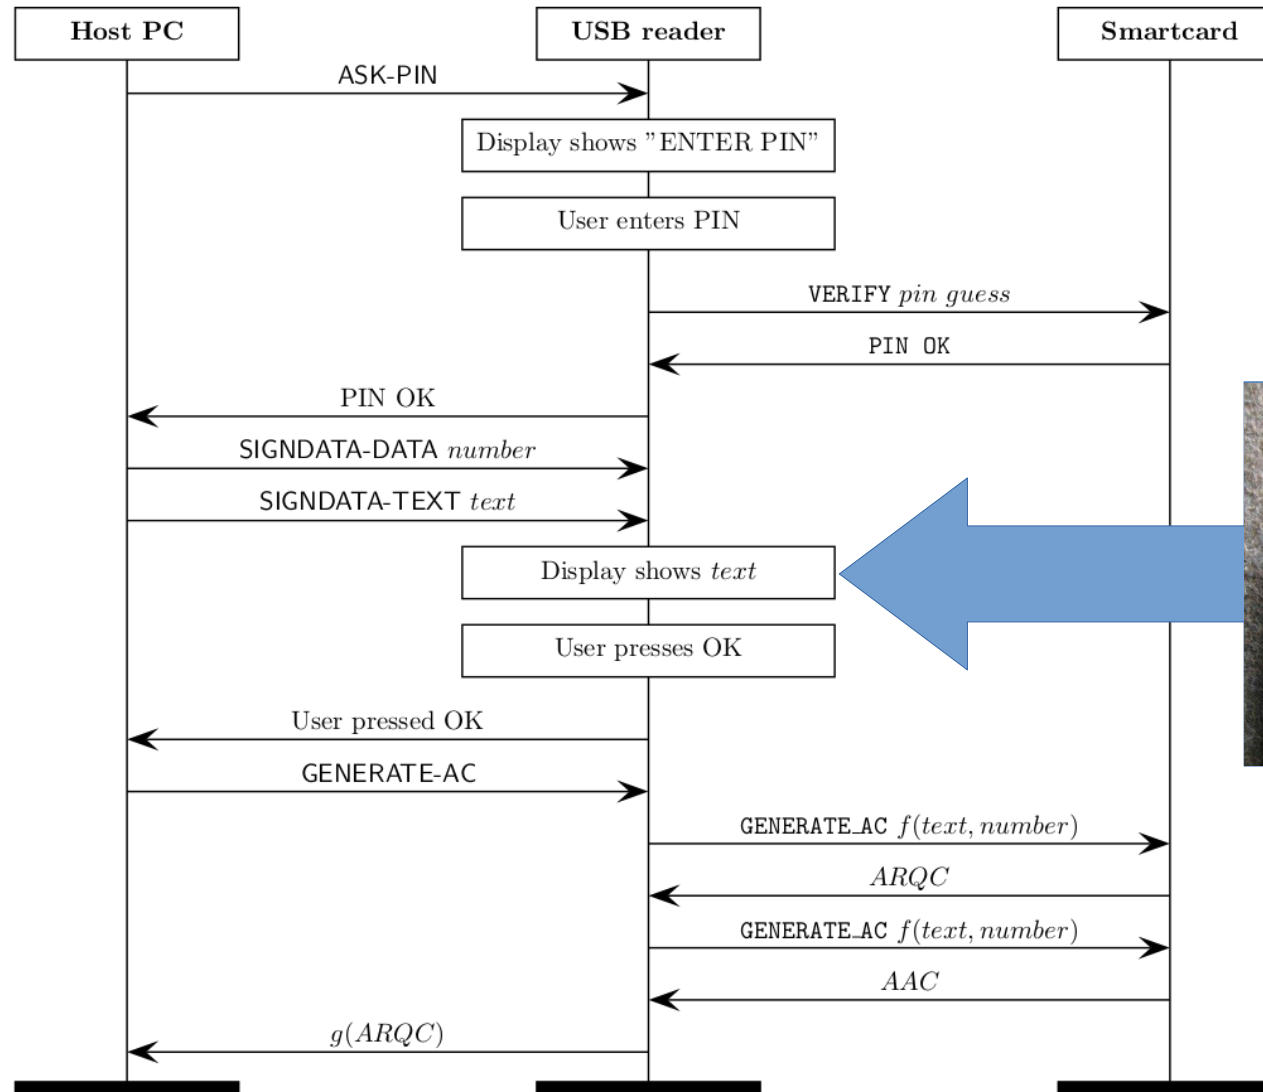 Host PC USB reader Smartcard
ASK-PIN
Display shows ”ENTER PIN”
User enters PIN
VERIFY pin guess
PIN OK
PIN OK
SIGNDATA-DATA number
SIGNDATA-TEXT text
Display shows text
User presses OK
User pressed OK
GENERATE-AC
GENERATE_AC f(text, number)
ARQC
GENERATE_AC f(text, number)
AAC
g(ARQC)